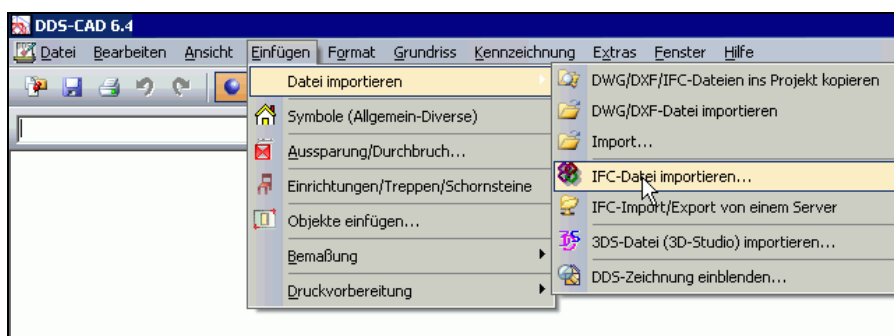 DDS-CAD 6.4
Datei Bearbeiten Ansicht Einfügen Format Grundriss Kennzeichnung Extras Fenster Hilfe
Datei importieren
Symbole (Allgemein-Diverse)
Aussparung/Durchbruch...
Einrichtungen/Treppen/Schornsteine
Objekte einfügen...
Bemaßung
Druckvorbereitung
DWG/DXF/IFC-Dateien ins Projekt kopieren
DWG/DXF-Datei importieren
Import...
IFC-Datei importieren...
IFC-Import/Export von einem Server
3DS-Datei (3D-Studio) importieren...
DDS-Zeichnung einblenden...